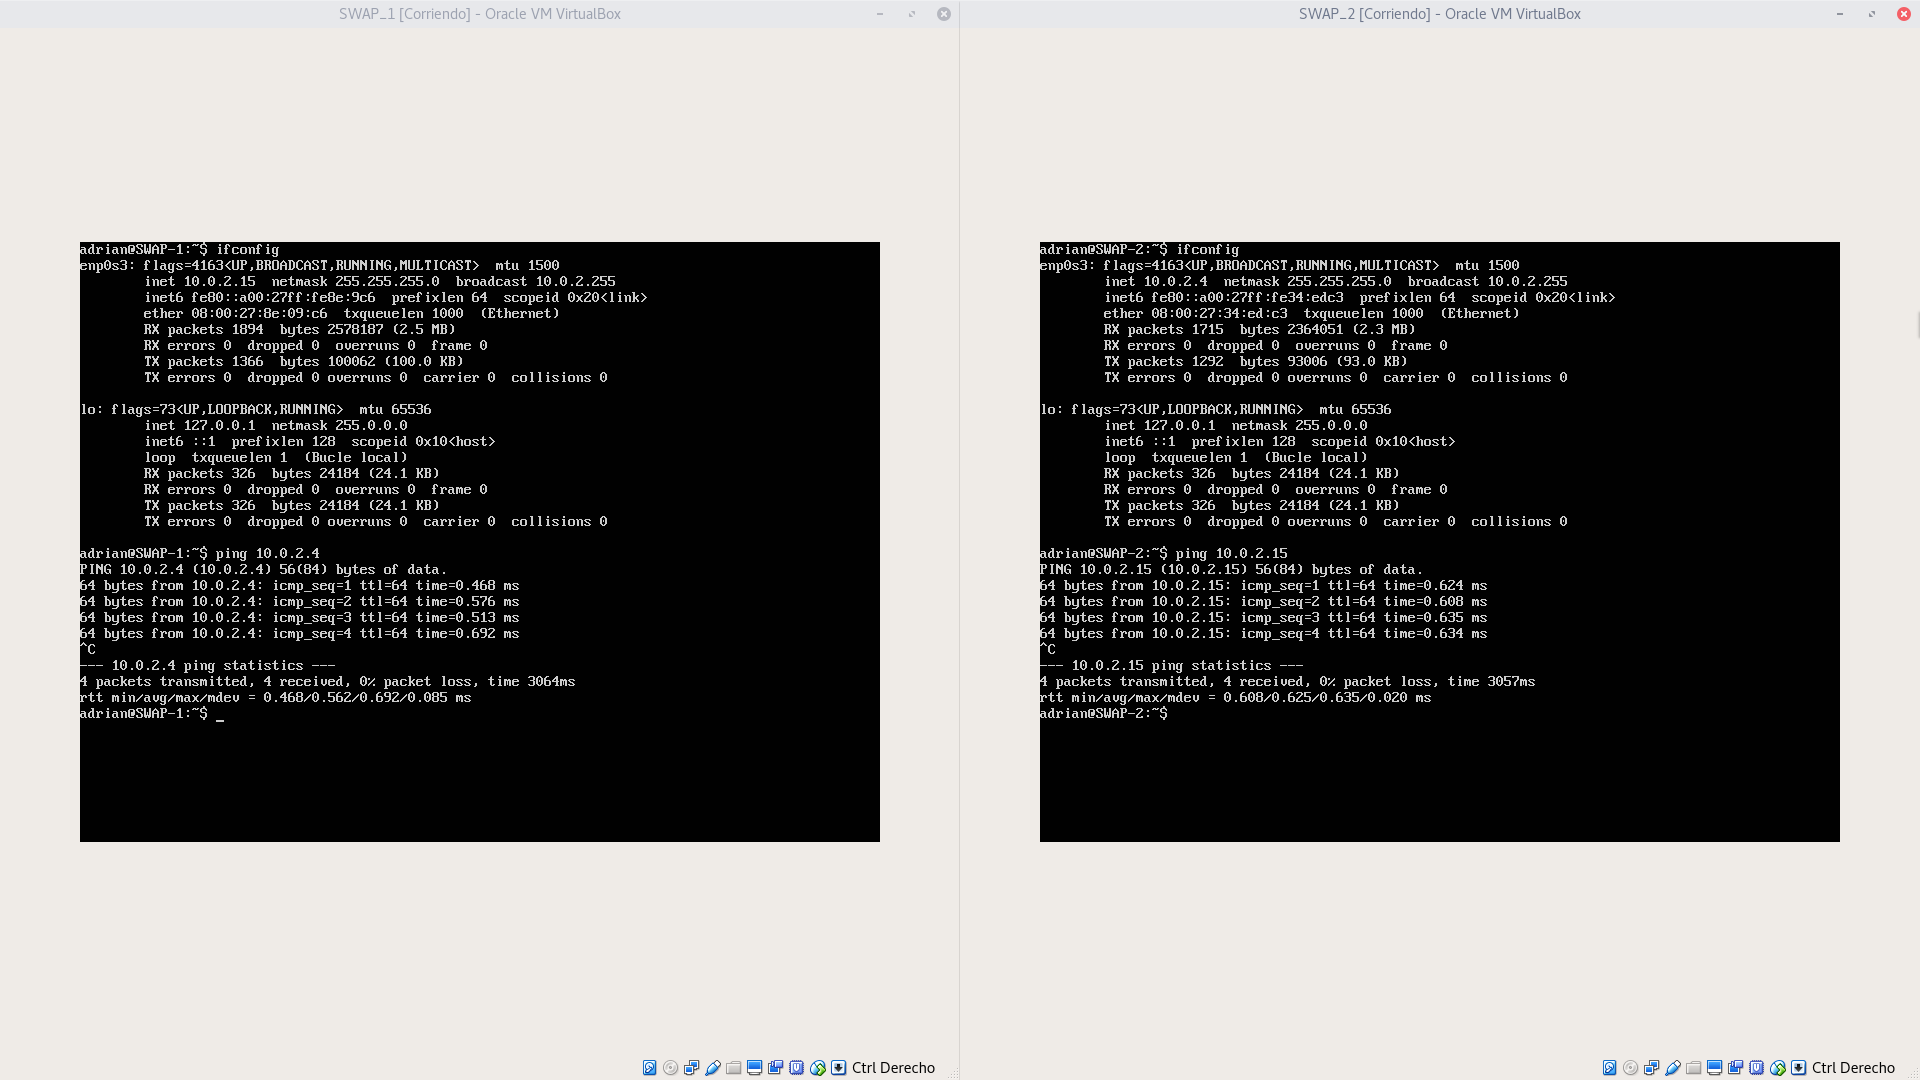 SWAP_1 [Corriendo] - Oracle VM VirtualBox
adrian@SWAP-1:~$ ifconfig
enp0s3: flags=4163<UP,BROADCAST,RUNNING,MULTICAST>  mtu 1500
        inet 10.0.2.15  netmask 255.255.255.0  broadcast 10.0.2.255
        inet6 fe80::a00:27ff:fe8e:9c6  prefixlen 64  scopeid 0x20<link>
        ether 08:00:27:8e:09:c6  txqueuelen 1000  (Ethernet)
        RX packets 1894  bytes 2578187 (2.5 MB)
        RX errors 0  dropped 0  overruns 0  frame 0
        TX packets 1366  bytes 100062 (100.0 KB)
        TX errors 0  dropped 0 overruns 0  carrier 0  collisions 0
lo: flags=73<UP,LOOPBACK,RUNNING>  mtu 65536
        inet 127.0.0.1  netmask 255.0.0.0
        inet6 ::1  prefixlen 128  scopeid 0x10<host>
        loop  txqueuelen 1  (Bucle local)
        RX packets 326  bytes 24184 (24.1 KB)
        RX errors 0  dropped 0  overruns 0  frame 0
        TX packets 326  bytes 24184 (24.1 KB)
        TX errors 0  dropped 0 overruns 0  carrier 0  collisions 0
adrian@SWAP-1:~$ ping 10.0.2.4
PING 10.0.2.4 (10.0.2.4) 56(84) bytes of data.
64 bytes from 10.0.2.4: icmp_seq=1 ttl=64 time=0.468 ms
64 bytes from 10.0.2.4: icmp_seq=2 ttl=64 time=0.576 ms
64 bytes from 10.0.2.4: icmp_seq=3 ttl=64 time=0.513 ms
64 bytes from 10.0.2.4: icmp_seq=4 ttl=64 time=0.692 ms
^C
--- 10.0.2.4 ping statistics ---
4 packets transmitted, 4 received, 0% packet loss, time 3064ms
rtt min/avg/max/mdev = 0.468/0.562/0.692/0.085 ms
adrian@SWAP-1:~$ _
Ctrl Derecho
SWAP_2 [Corriendo] - Oracle VM VirtualBox
adrian@SWAP-2:~$ ifconfig
enp0s3: flags=4163<UP,BROADCAST,RUNNING,MULTICAST>  mtu 1500
        inet 10.0.2.4  netmask 255.255.255.0  broadcast 10.0.2.255
        inet6 fe80::a00:27ff:fe34:edc3  prefixlen 64  scopeid 0x20<link>
        ether 08:00:27:34:ed:c3  txqueuelen 1000  (Ethernet)
        RX packets 1715  bytes 2364051 (2.3 MB)
        RX errors 0  dropped 0  overruns 0  frame 0
        TX packets 1292  bytes 93006 (93.0 KB)
        TX errors 0  dropped 0 overruns 0  carrier 0  collisions 0
lo: flags=73<UP,LOOPBACK,RUNNING>  mtu 65536
        inet 127.0.0.1  netmask 255.0.0.0
        inet6 ::1  prefixlen 128  scopeid 0x10<host>
        loop  txqueuelen 1  (Bucle local)
        RX packets 326  bytes 24184 (24.1 KB)
        RX errors 0  dropped 0  overruns 0  frame 0
        TX packets 326  bytes 24184 (24.1 KB)
        TX errors 0  dropped 0 overruns 0  carrier 0  collisions 0
adrian@SWAP-2:~$ ping 10.0.2.15
PING 10.0.2.15 (10.0.2.15) 56(84) bytes of data.
64 bytes from 10.0.2.15: icmp_seq=1 ttl=64 time=0.624 ms
64 bytes from 10.0.2.15: icmp_seq=2 ttl=64 time=0.608 ms
64 bytes from 10.0.2.15: icmp_seq=3 ttl=64 time=0.635 ms
64 bytes from 10.0.2.15: icmp_seq=4 ttl=64 time=0.634 ms
^C
--- 10.0.2.15 ping statistics ---
4 packets transmitted, 4 received, 0% packet loss, time 3057ms
rtt min/avg/max/mdev = 0.608/0.625/0.635/0.020 ms
adrian@SWAP-2:~$
Ctrl Derecho